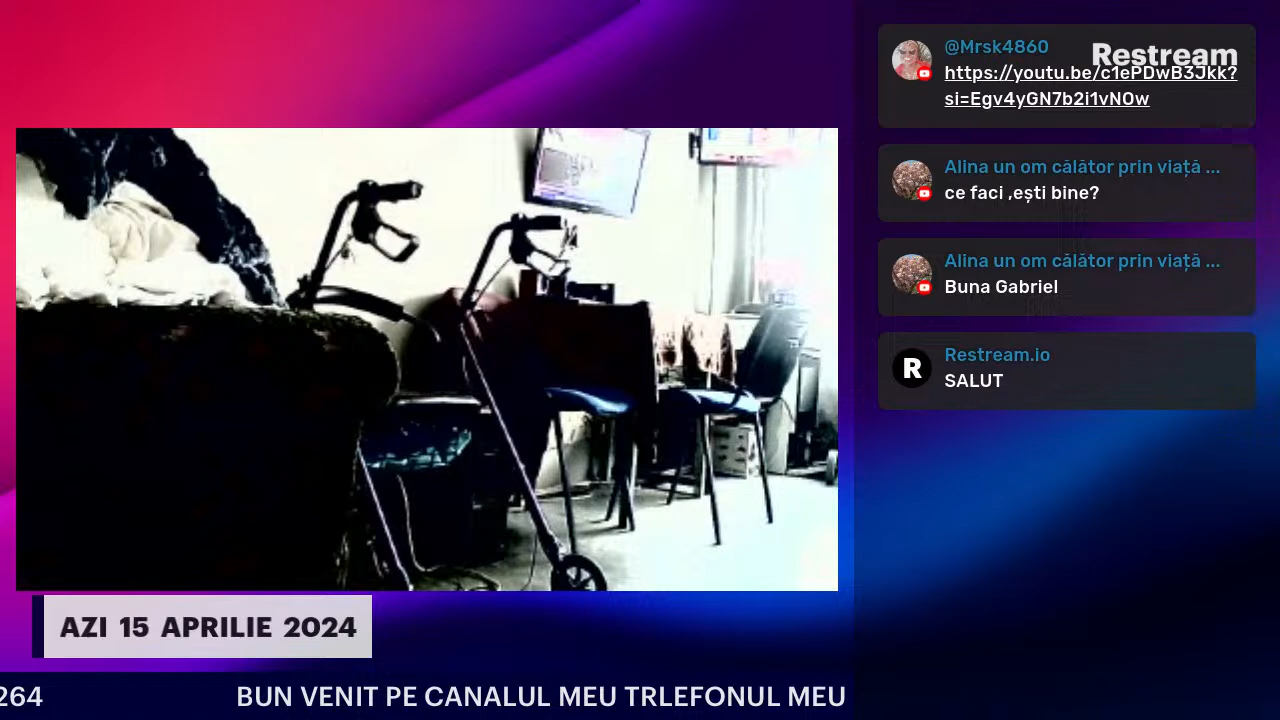 @Mrsk4860
Restream
https://youtu.be/c1ePDwB3Jkk?
si=Egv4yGN7b2i1vNOw
Alina un om călător prin viață ...
ce faci ,ești bine?
Alina un om călător prin viață ...
Buna Gabriel
R
Restream.io
SALUT
AZI 15 APRILIE 2024
264 BUN VENIT PE CANALUL MEU TRLEFONUL MEU